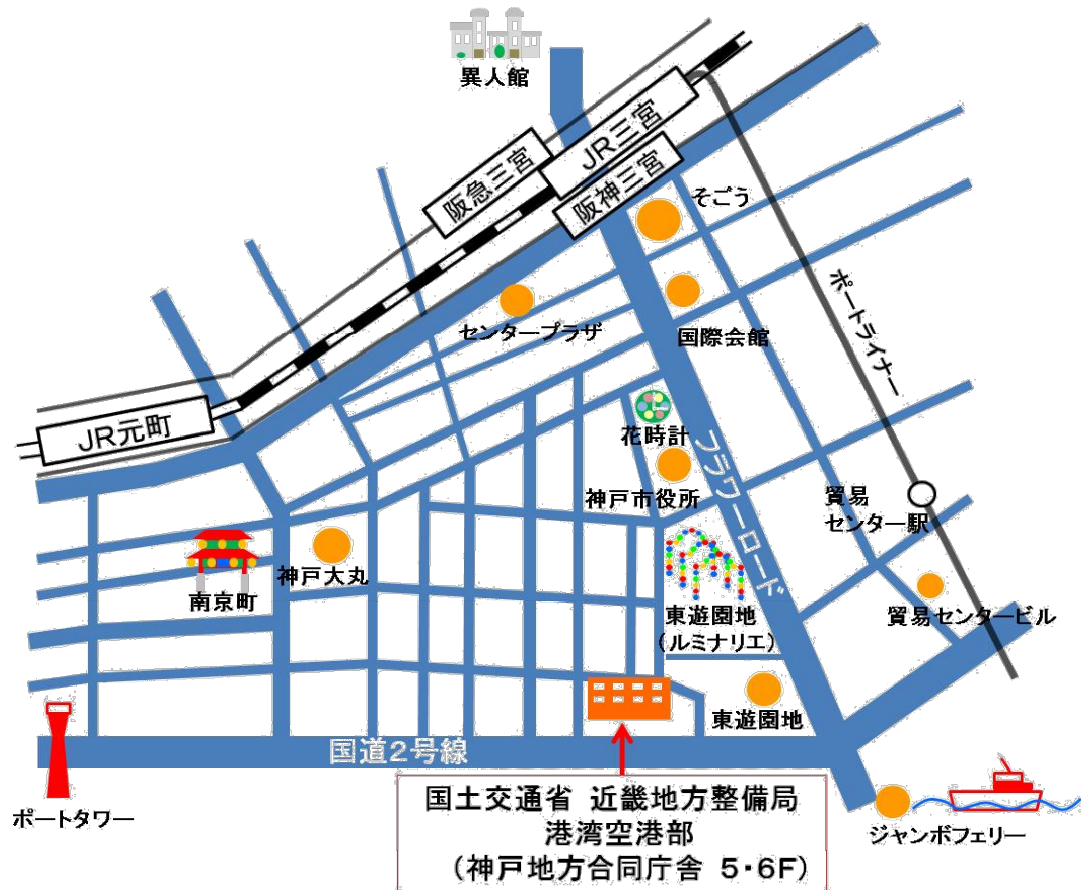 異人館
JR三宮
阪急三宮
阪神三宮
そごう
センタープラザ
国際会館
ポートライナー
JR元町
花時計
フラワーロード
神戸市役所
貿易
センター駅
神戸大丸
南京町
東遊園地
(ルミナリエ)
貿易センタービル
東遊園地
国道2号線
ポートタワー
国土交通省 近畿地方整備局
港湾空港部
(神戸地方合同庁舎 5・6F)
ジャンボフェリー